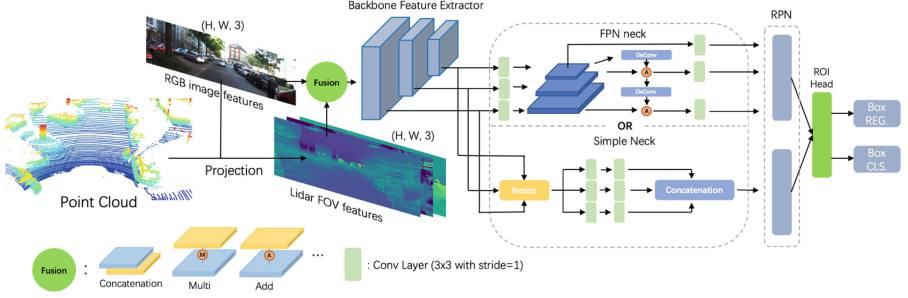 Backbone Feature Extractor
(H, W, 3)
RGB image features
Fusion
(H, W, 3)
Point Cloud
Projection
Lidar FOV features
FPN neck
DeConv
A
DeConv
A
OR
Simple Neck
Resize
Concatenation
RPN
ROI
Head
Box
REG.
Box
CLS.
Fusion
:
Concatenation
M
Multi
A
Add
...
: Conv Layer (3x3 with stride=1)